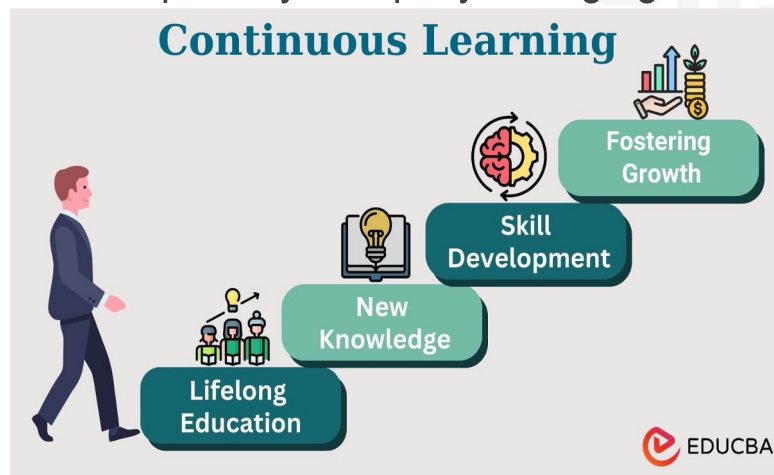 Continuous Learning
Fostering
Growth
Skill
Development
New
Knowledge
Lifelong
Education
EDUCBA